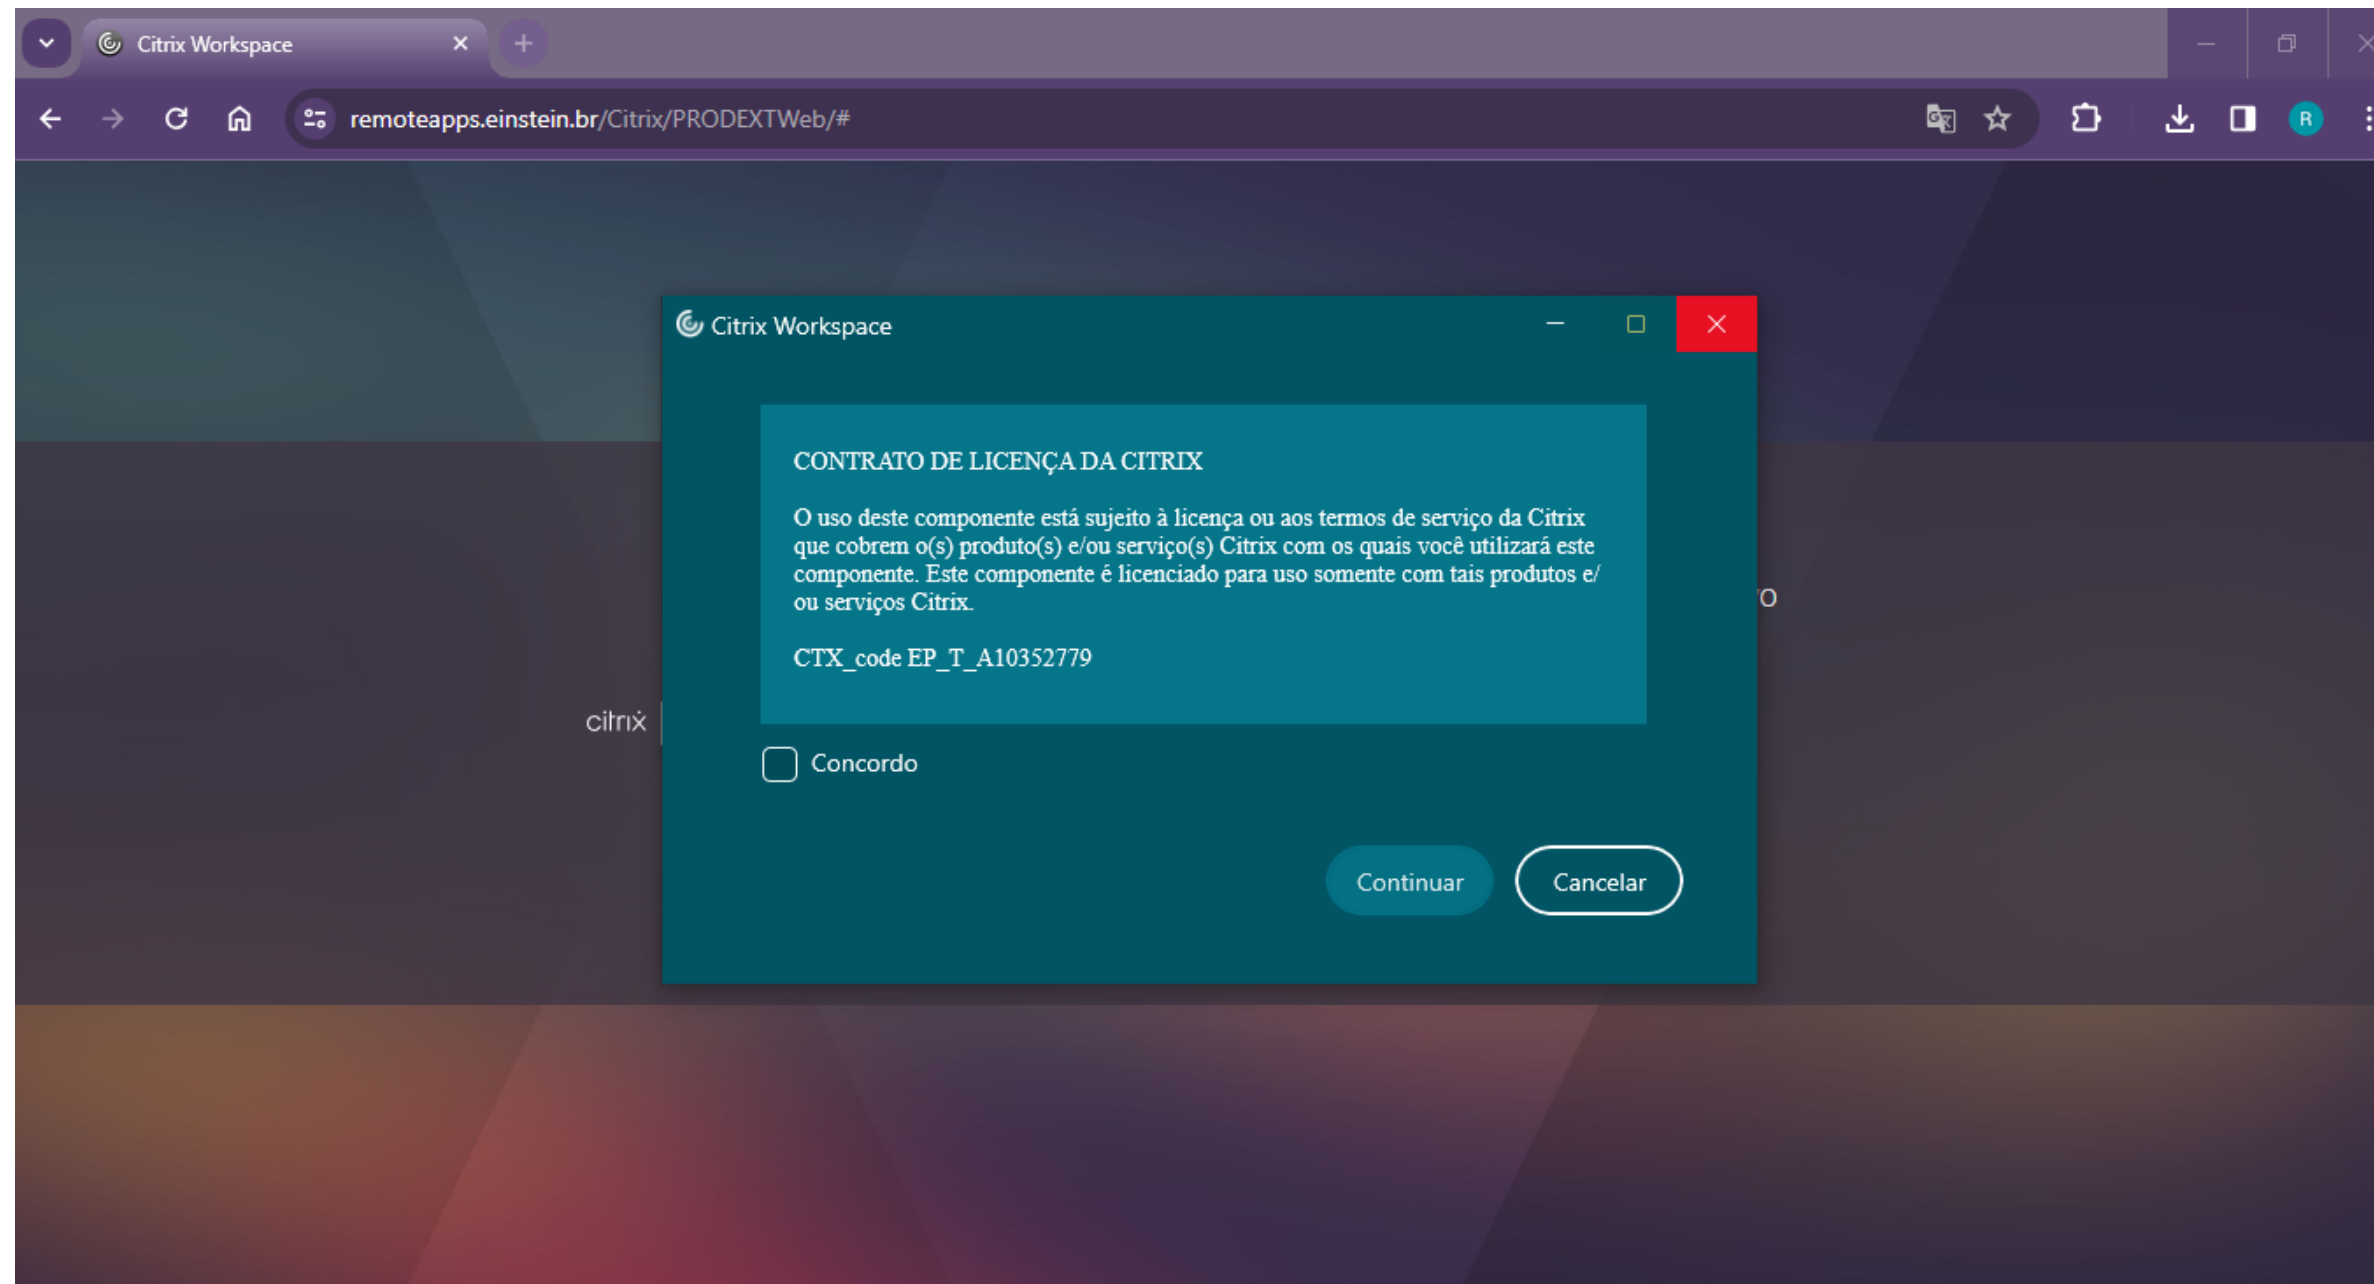 Citrix Workspace
remoteapps.einstein.br/Citrix/PRODEXTWeb/#
R
Citrix Workspace
CONTRATO DE LICENÇA DA CITRIX
O uso deste componente está sujeito à licença ou aos termos de serviço da Citrix
que cobrem o(s) produto(s) e/ou serviço(s) Citrix com os quais você utilizará este
componente. Este componente é licenciado para uso somente com tais produtos e/
ou serviços Citrix.
CTX_code EP_T_A10352779
citrix
Concordo
Continuar
Cancelar